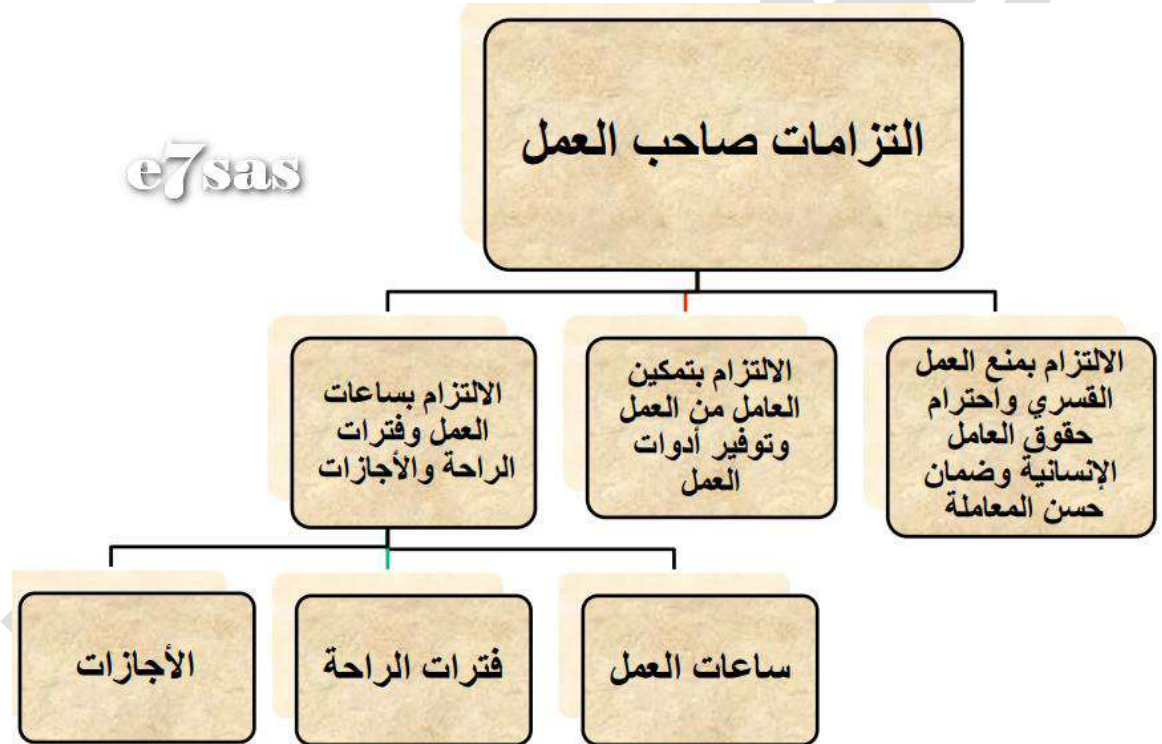 التزامات صاحب العمل
e7sas
الالتزام بمنع العمل
القسري واحترام
حقوق العامل
الإنسانية وضمان
حسن المعاملة
الالتزام بتمكين
العامل من العمل
وتوفير أدوات
العمل
الالتزام بساعات
العمل وفترات
الراحة والأجازات
ساعات العمل
فترات الراحة
الأجازات